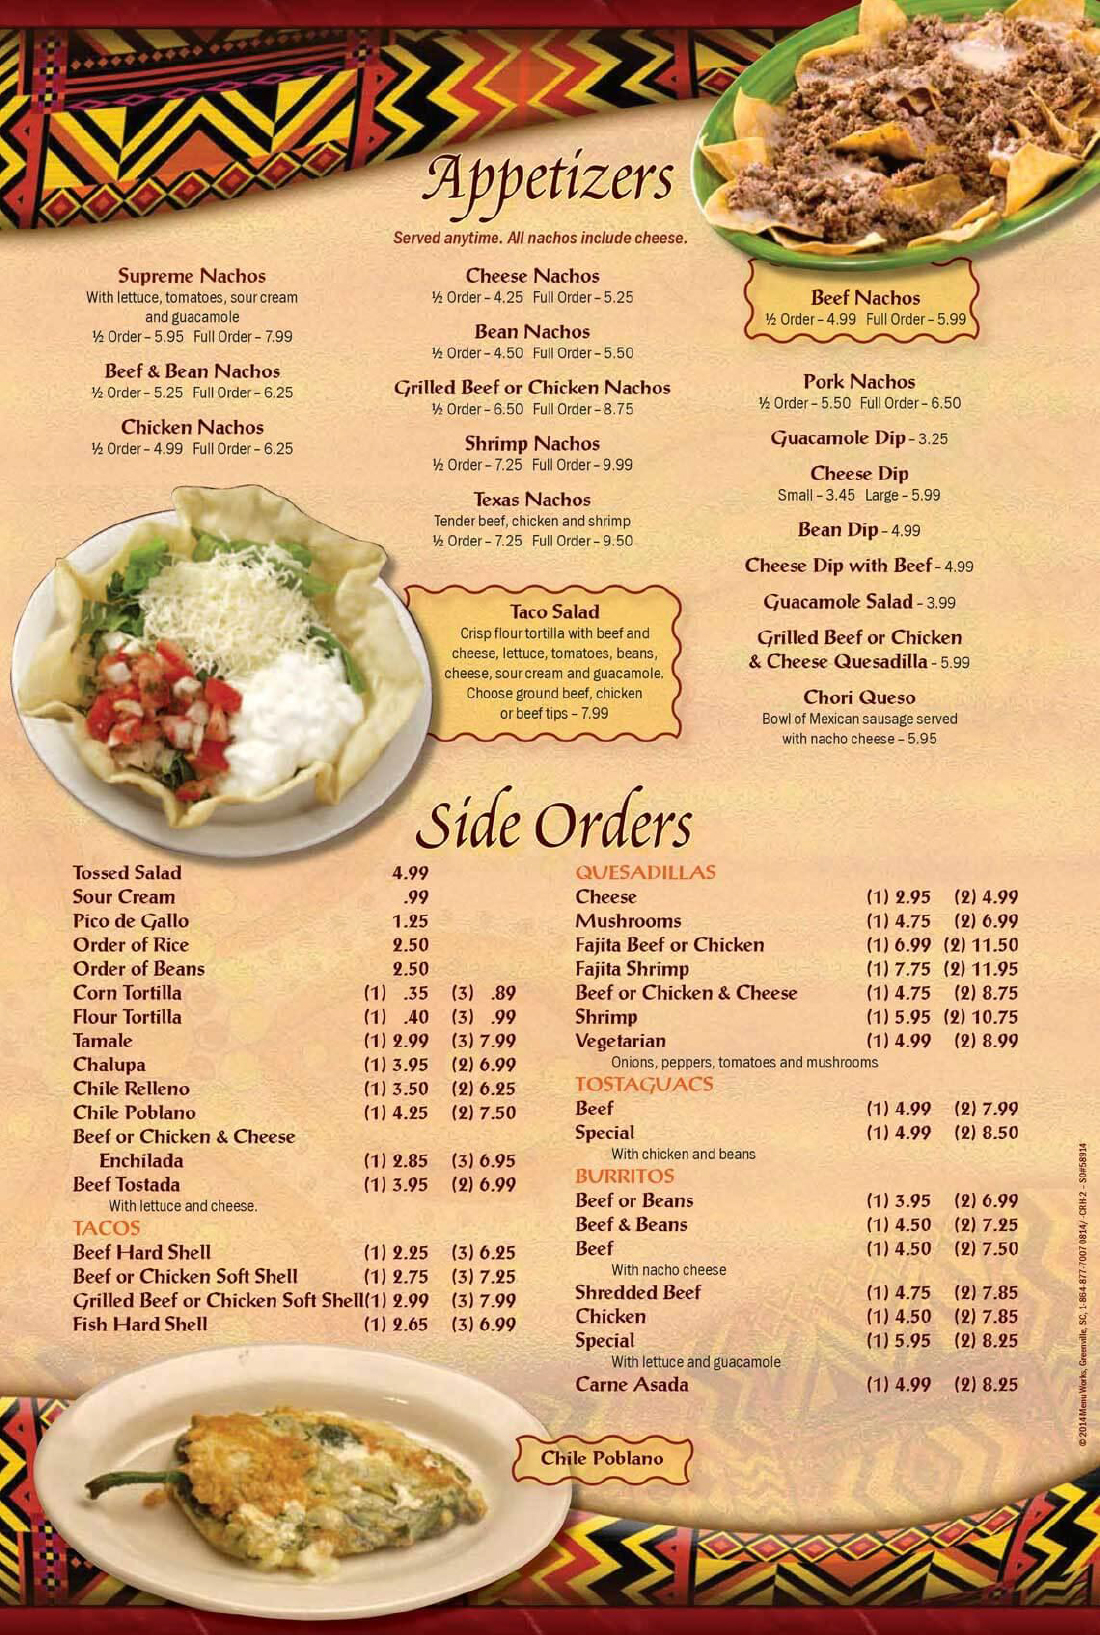 Appetizers
Served anytime. All nachos include cheese.
Supreme Nachos
With lettuce, tomatoes, sour cream
and guacamole
½ Order – 5.95 Full Order – 7.99
Beef & Bean Nachos
½ Order – 5.25 Full Order – 6.25
Chicken Nachos
½ Order – 4.99 Full Order – 6.25
Cheese Nachos
½ Order – 4.25 Full Order – 5.25
Bean Nachos
½ Order – 4.50 Full Order – 5.50
Grilled Beef or Chicken Nachos
½ Order – 6.50 Full Order – 8.75
Shrimp Nachos
½ Order – 7.25 Full Order – 9.99
Texas Nachos
Tender beef, chicken and shrimp
½ Order – 7.25 Full Order – 9.50
Taco Salad
Crisp flour tortilla with beef and
cheese, lettuce, tomatoes, beans,
cheese, sour cream and guacamole.
Choose ground beef, chicken
or beef tips – 7.99
Beef Nachos
½ Order – 4.99 Full Order – 5.99
Pork Nachos
½ Order – 5.50 Full Order – 6.50
Guacamole Dip – 3.25
Cheese Dip
Small – 3.45 Large – 5.99
Bean Dip – 4.99
Cheese Dip with Beef – 4.99
Guacamole Salad – 3.99
Grilled Beef or Chicken
& Cheese Quesadilla – 5.99
Chori Queso
Bowl of Mexican sausage served
with nacho cheese – 5.95
Side Orders
Tossed Salad 4.99
Sour Cream .99
Pico de Gallo 1.25
Order of Rice 2.50
Order of Beans 2.50
Corn Tortilla (1) .35 (3) .89
Flour Tortilla (1) .40 (3) .99
Tamale (1) 2.99 (3) 7.99
Chalupa (1) 3.95 (2) 6.99
Chile Relleno (1) 3.50 (2) 6.25
Chile Poblano (1) 4.25 (2) 7.50
Beef or Chicken & Cheese
Enchilada (1) 2.85 (3) 6.95
Beef Tostada (1) 3.95 (2) 6.99
With lettuce and cheese.
TACOS
Beef Hard Shell (1) 2.25 (3) 6.25
Beef or Chicken Soft Shell (1) 2.75 (3) 7.25
Grilled Beef or Chicken Soft Shell (1) 2.99 (3) 7.99
Fish Hard Shell (1) 2.65 (3) 6.99
QUESADILLAS
Cheese (1) 2.95 (2) 4.99
Mushrooms (1) 4.75 (2) 6.99
Fajita Beef or Chicken (1) 6.99 (2) 11.50
Fajita Shrimp (1) 7.75 (2) 11.95
Beef or Chicken & Cheese (1) 4.75 (2) 8.75
Shrimp (1) 5.95 (2) 10.75
Vegetarian (1) 4.99 (2) 8.99
Onions, peppers, tomatoes and mushrooms
TOSTAGUACS
Beef (1) 4.99 (2) 7.99
Special (1) 4.99 (2) 8.50
With chicken and beans
BURRITOS
Beef or Beans (1) 3.95 (2) 6.99
Beef & Beans (1) 4.50 (2) 7.25
Beef (1) 4.50 (2) 7.50
With nacho cheese
Shredded Beef (1) 4.75 (2) 7.85
Chicken (1) 4.50 (2) 7.85
Special (1) 5.95 (2) 8.25
With lettuce and guacamole
Carne Asada (1) 4.99 (2) 8.25
Chile Poblano
© 2014 Menu Works, Greenville, SC, 1-864-877-7007 0814/ -CRH-2 – SO#58914